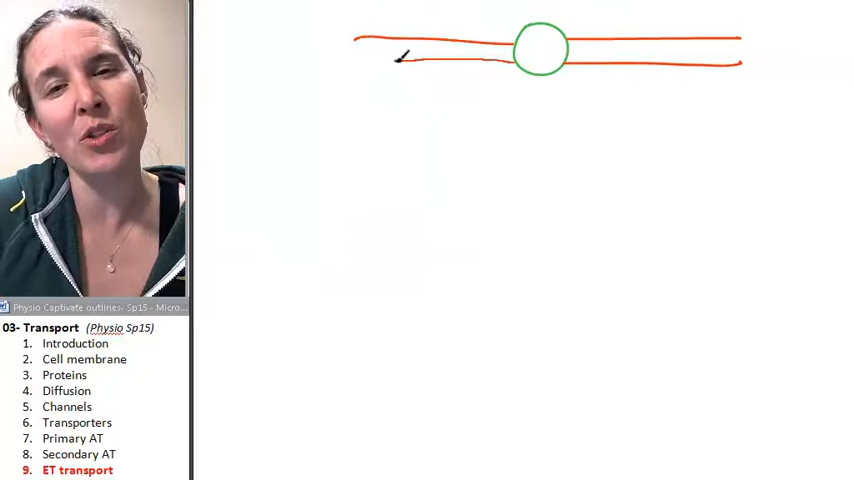 Physio Captivate outlines- Sp15 - Micro...
03- Transport (Physio Sp15)
1. Introduction
2. Cell membrane
3. Proteins
4. Diffusion
5. Channels
6. Transporters
7. Primary AT
8. Secondary AT
9. ET transport